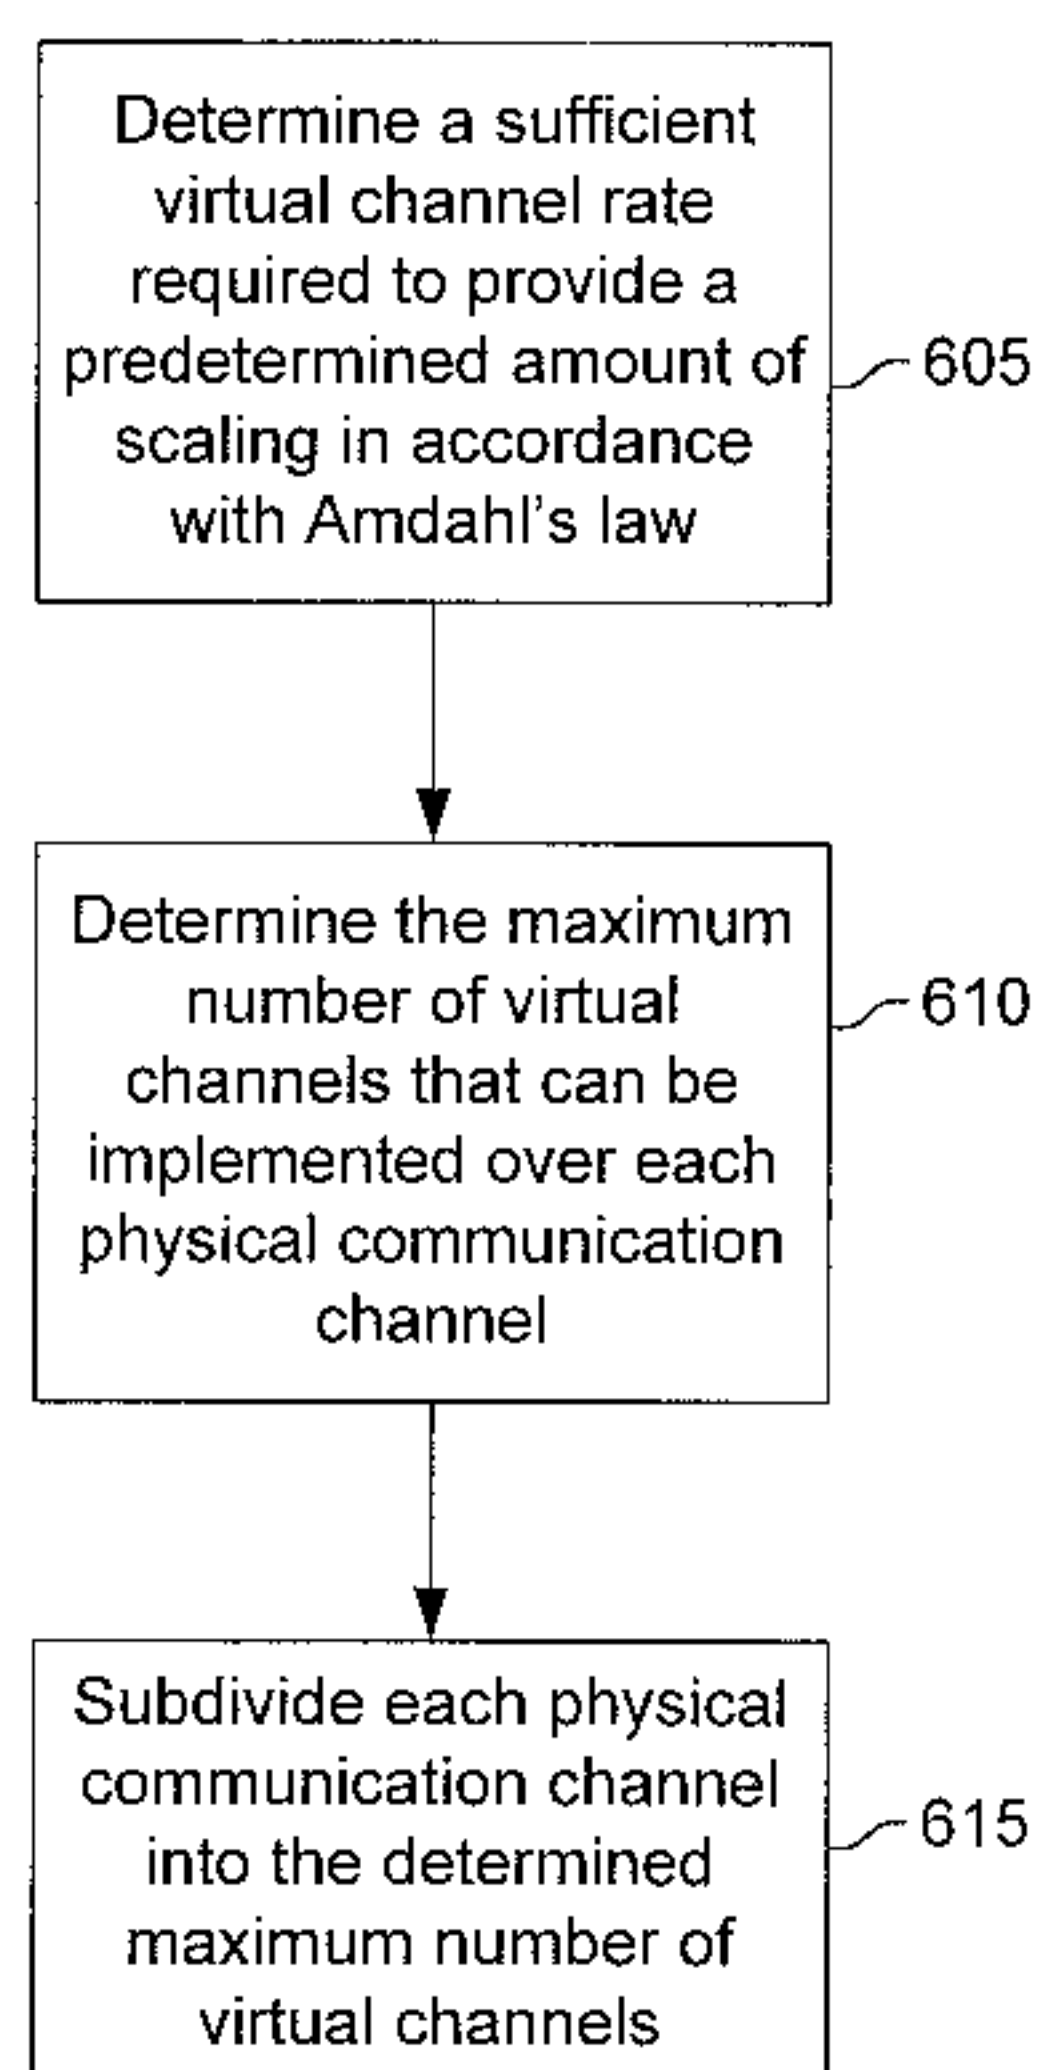 Determine a sufficient
virtual channel rate
required to provide a
predetermined amount of
scaling in accordance
with Amdahl's law
605
Determine the maximum
number of virtual
channels that can be
implemented over each
physical communication
channel
610
Subdivide each physical
communication channel
into the determined
maximum number of
virtual channels
615